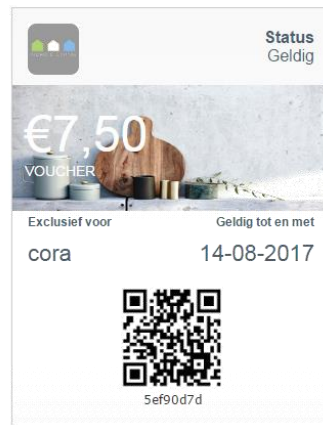 Status
Geldig
€7,50
VOUCHER
Exclusief voor
Geldig tot en met
cora
14-08-2017
5ef90d7d